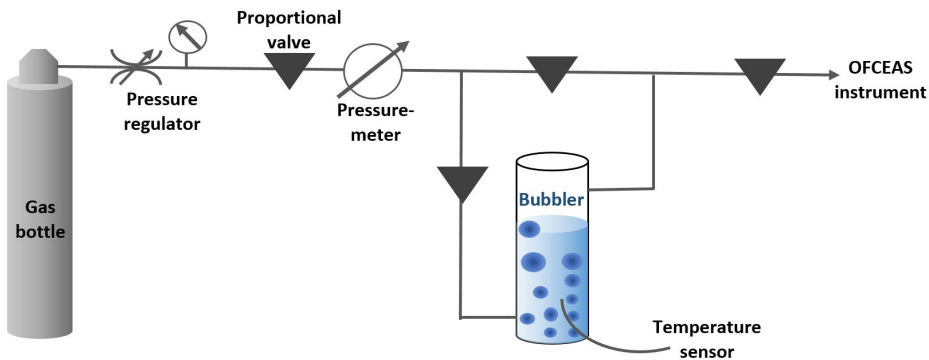 Proportional
valve
OFCEAS
instrument
Pressure
regulator
Pressure-
meter
Gas
bottle
Bubbler
Temperature
sensor